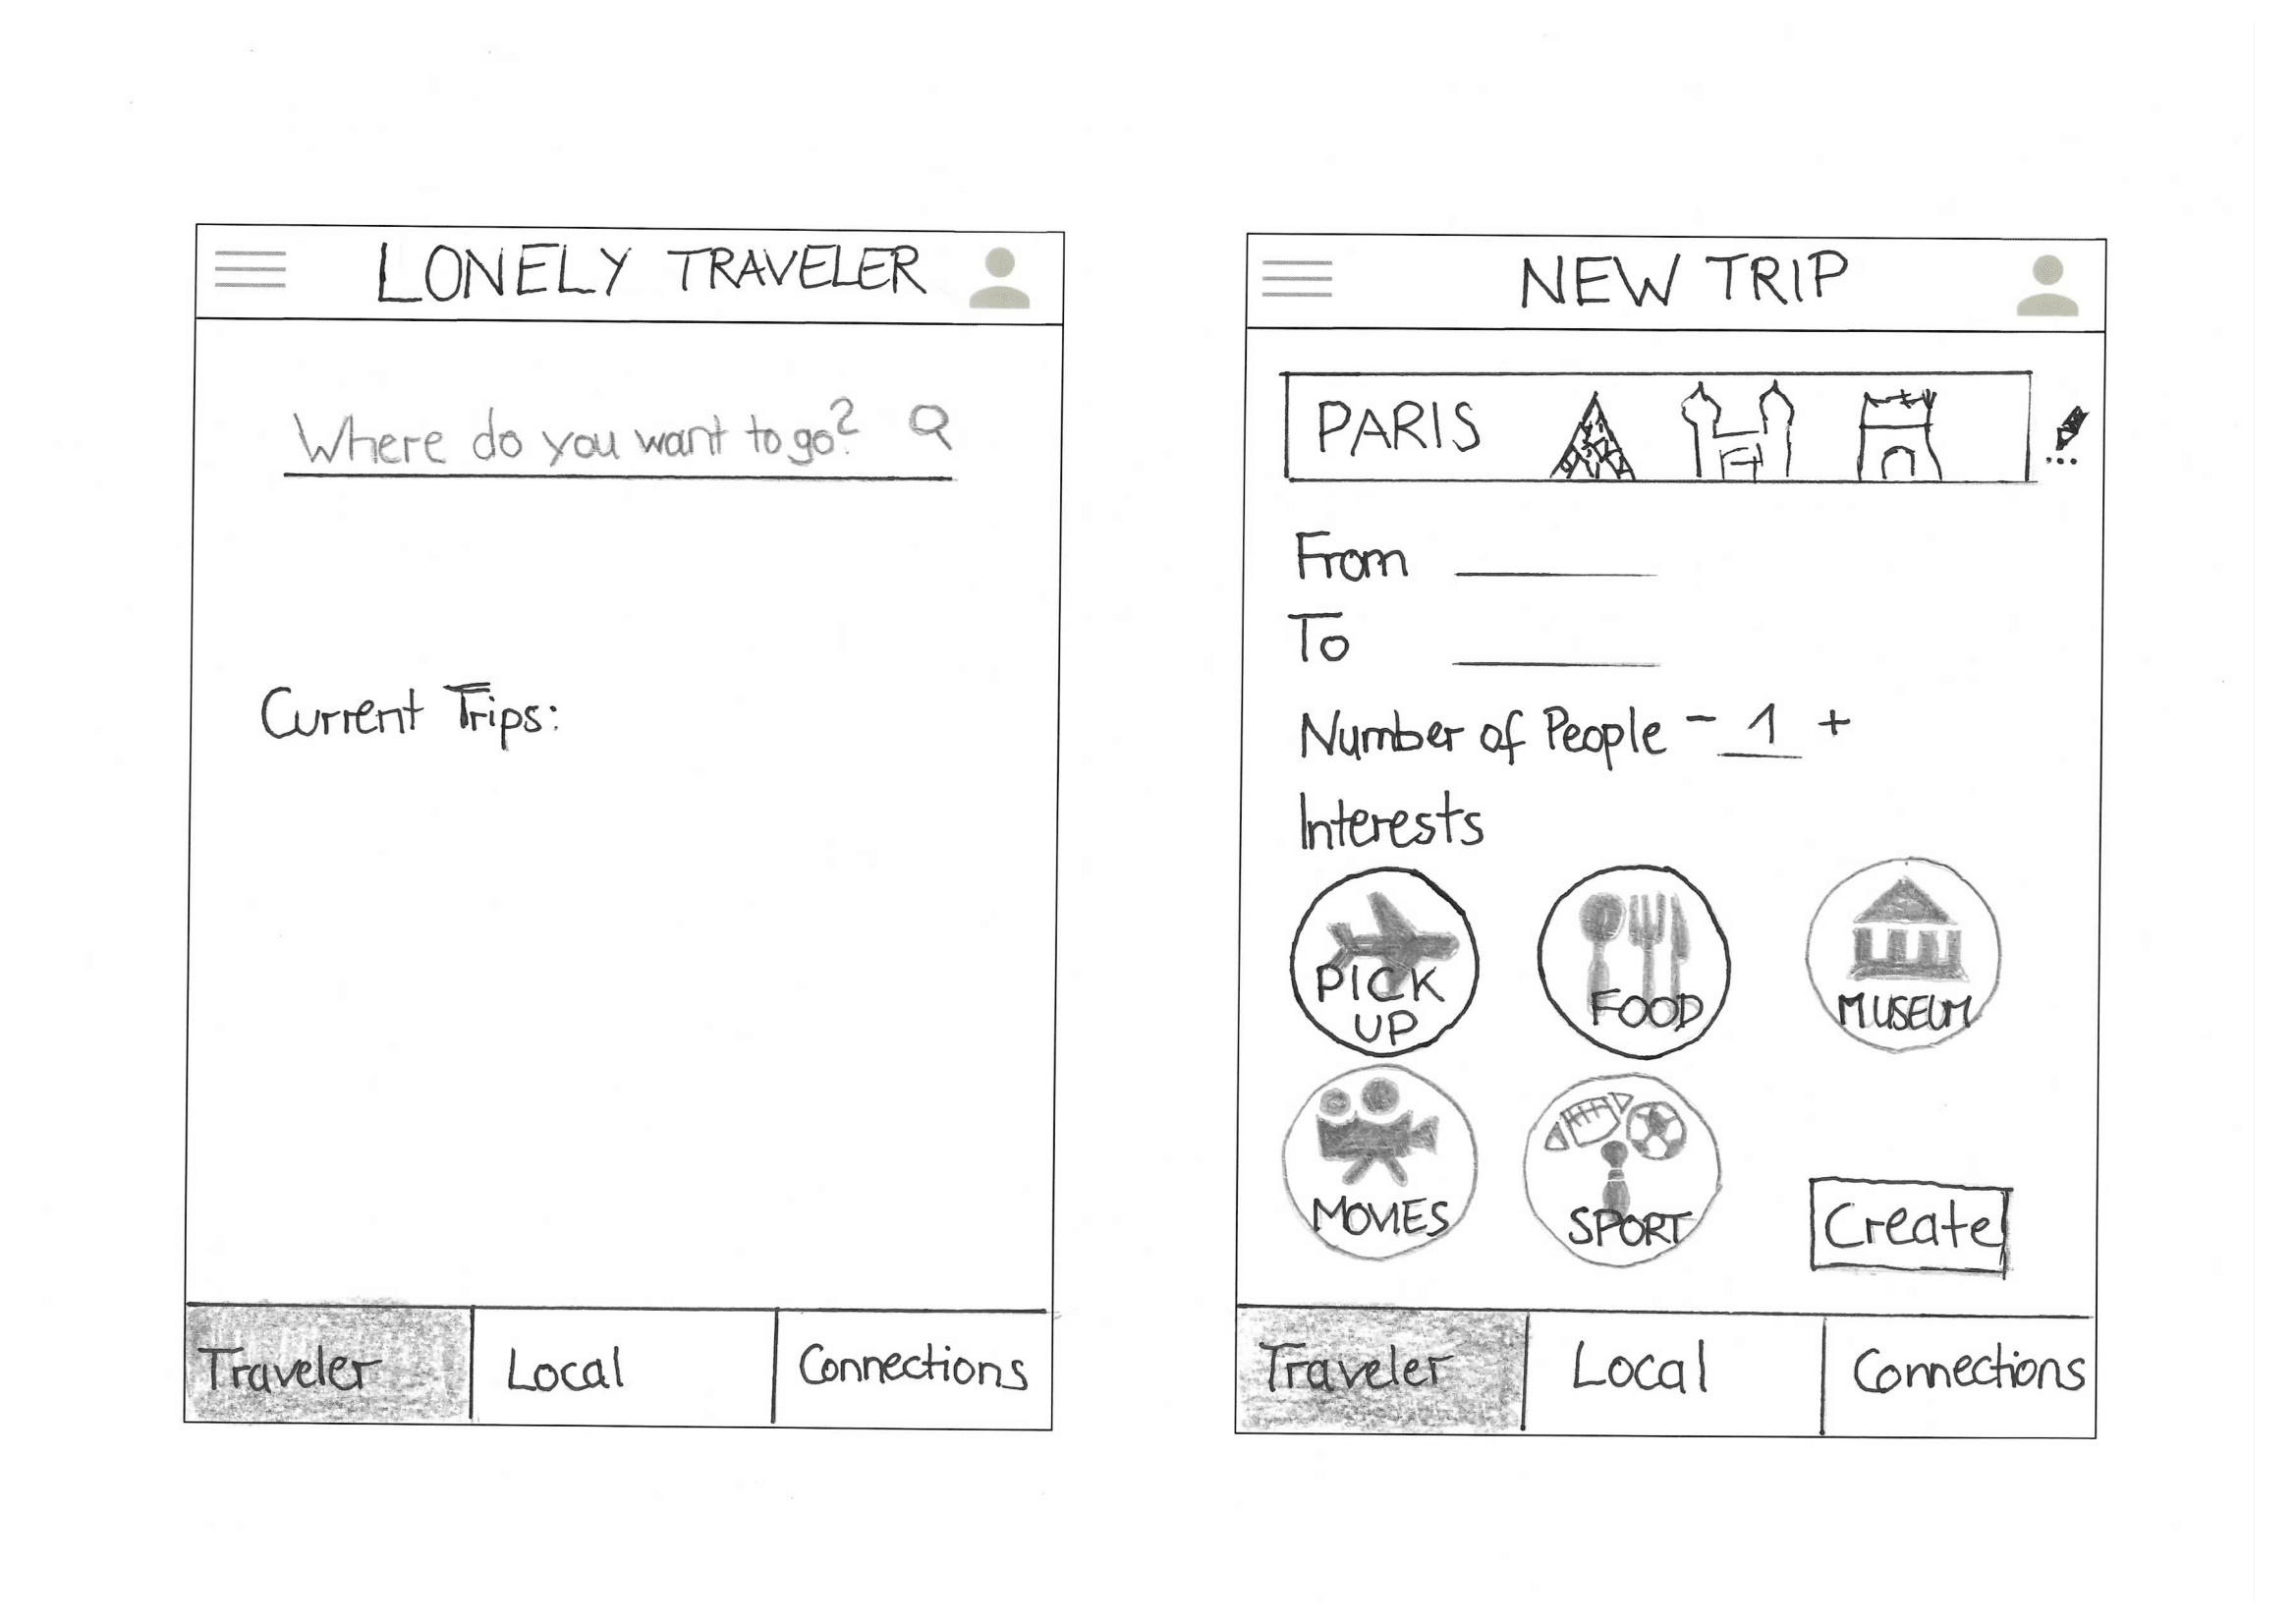 LONELY TRAVELER
Where do you want to go?
Current Trips:
Traveler Local Connections
NEW TRIP
PARIS
From
To
Number of People - 1 +
Interests
PICK UP
FOOD
MUSEUM
MOVIES
SPORT
Create
Traveler Local Connections